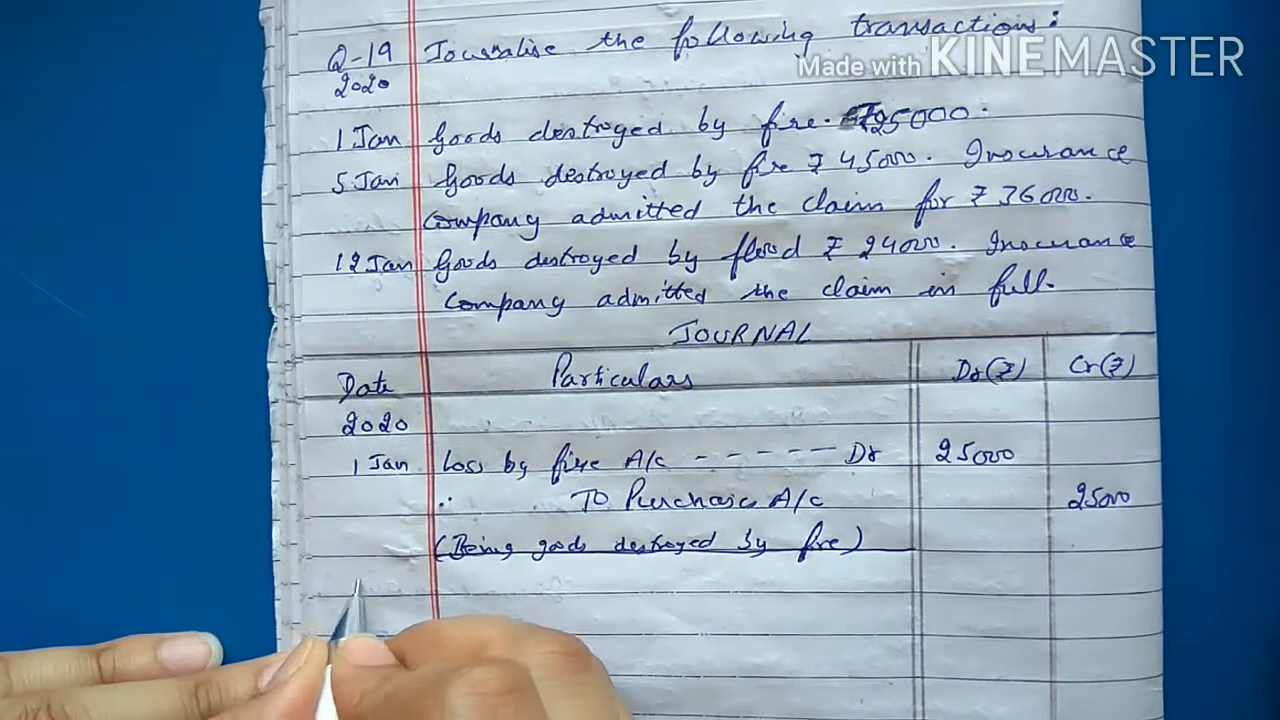 Q-19 Journalise the following transactions:
Made with KINEMASTER
2020
1 Jan Goods destroyed by fire. ₹25000.
5 Jan Goods destroyed by fire ₹ 45000. Insurance
Company admitted the claim for ₹ 36000.
12 Jan Goods destroyed by flood ₹ 24000. Insurance
Company admitted the claim in full.
JOURNAL
Date Particulars Dr(₹) Cr(₹)
2020
1 Jan Loss by fire A/c ------ Dr 25000
To Purchases A/c 25000
(Being goods destroyed by fire)